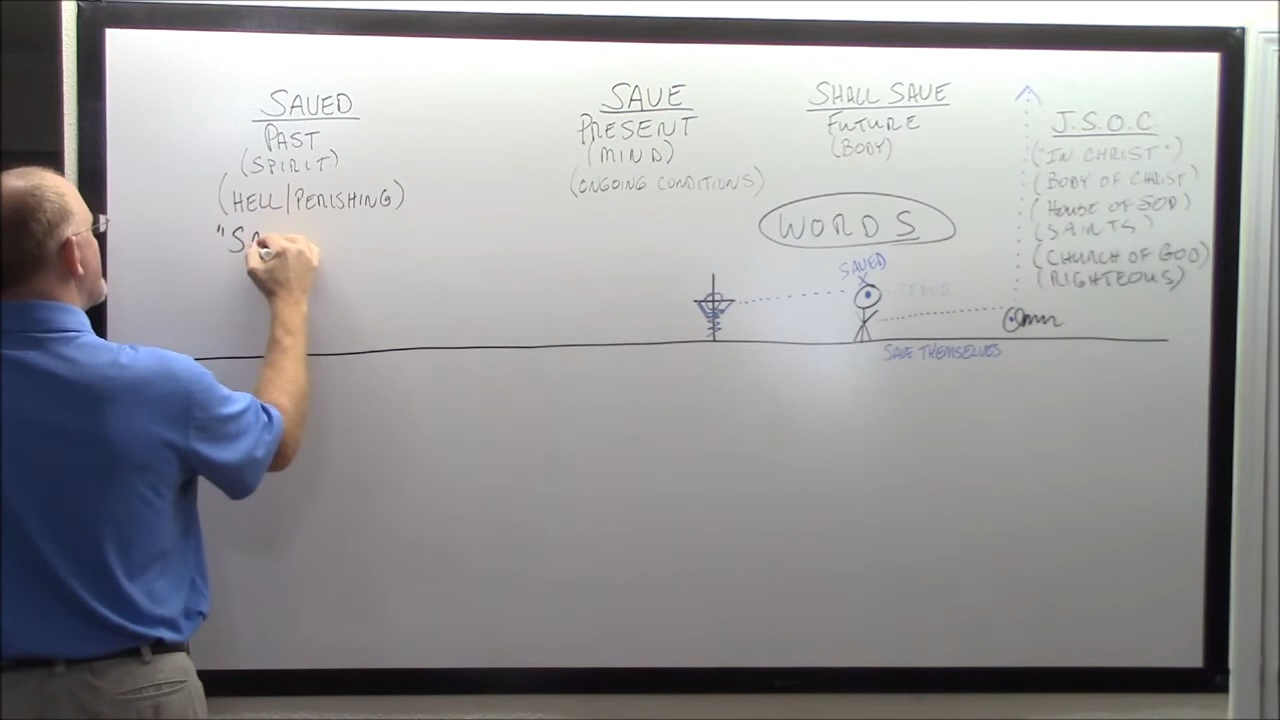 SAVED
PAST
(SPIRIT)
(HELL/PERISHING)
"SA
SAVE
PRESENT
(MIND)
(ONGOING CONDITIONS)
SHALL SAVE
FUTURE
(BODY)
WORDS
SAVED
SAVE THEMSELVES
J.S.O.C
("IN CHRIST")
(BODY OF CHRIST)
(HOUSE OF GOD)
(SAINTS)
(CHURCH OF GOD)
(RIGHTEOUS)